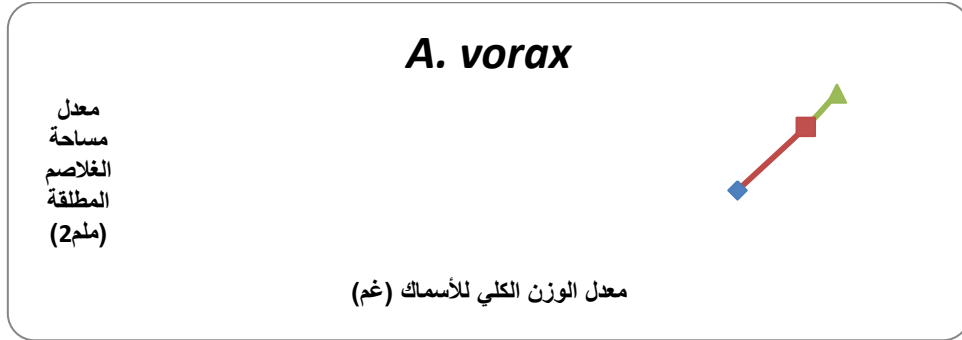 A. vorax
معدل
مساحة
الغلاصم
المطلقة
(ملم2)
معدل الوزن الكلي للأسماك (غم)